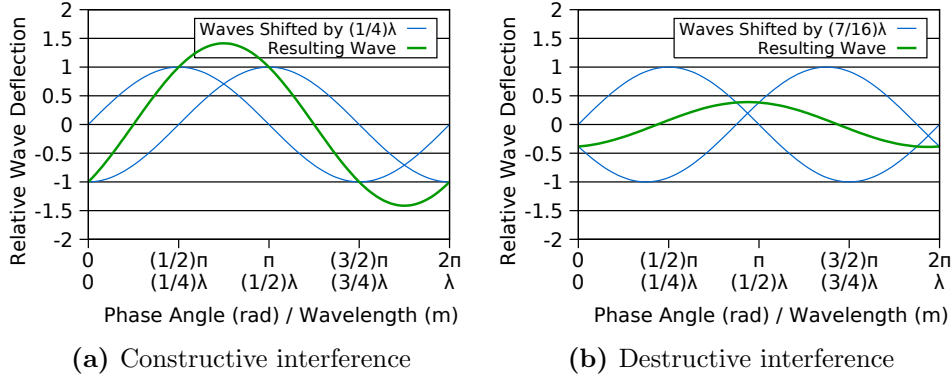 Relative Wave Deflection
2
1.5
1
0.5
0
-0.5
-1
-1.5
-2
Waves Shifted by (1/4)λ
Resulting Wave
0 (1/2)π π (3/2)π 2π
0 (1/4)λ (1/2)λ (3/4)λ λ
Phase Angle (rad) / Wavelength (m)
(a) Constructive interference
Relative Wave Deflection
2
1.5
1
0.5
0
-0.5
-1
-1.5
-2
Waves Shifted by (7/16)λ
Resulting Wave
0 (1/2)π π (3/2)π 2π
0 (1/4)λ (1/2)λ (3/4)λ λ
Phase Angle (rad) / Wavelength (m)
(b) Destructive interference